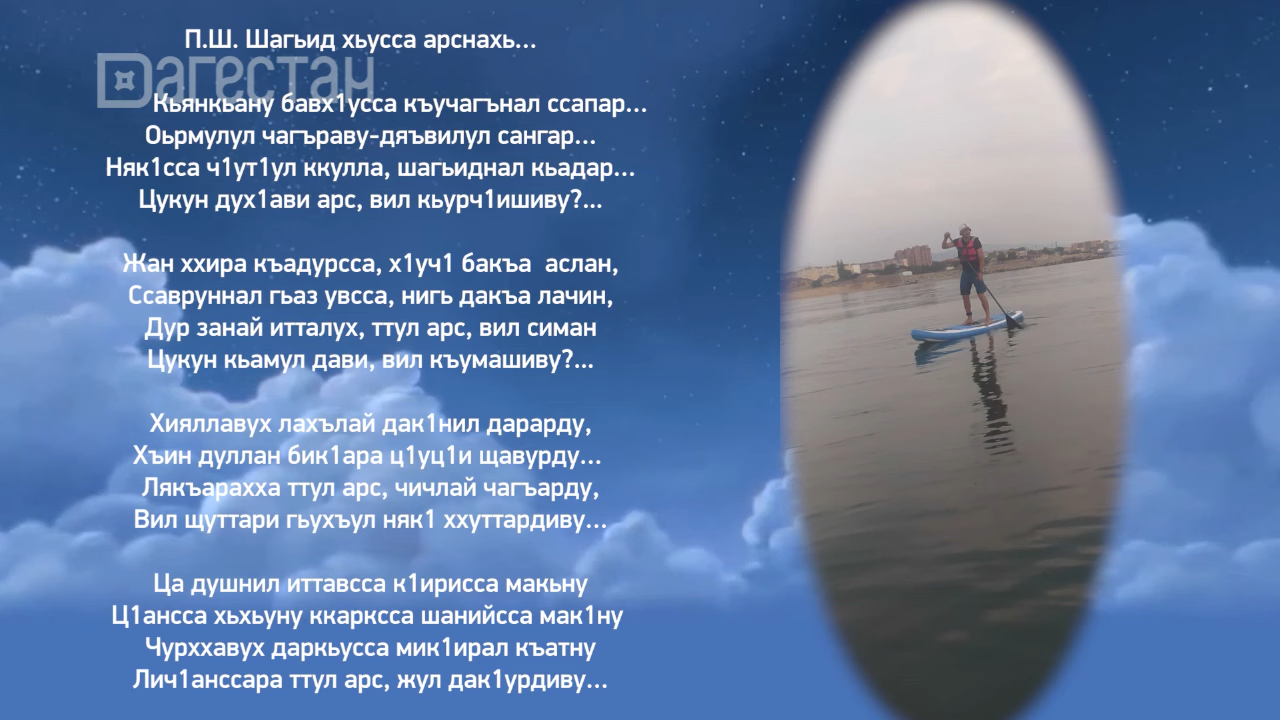 П.Ш. Шагьид хьусса арснахь...
Дагестан
Кьянкьану бавх1усса къучагънал ссапар...
Оьрмулул чагъраву-дяъвилул сангар...
Няк1сса ч1ут1ул ккулла, шагьиднал кьадар...
Цукун дух1ави арс, вил кьурч1ишиву?...
Жан ххира къадурсса, х1уч1 бакъа аслан,
Ссавруннал гьаз увсса, нигь дакъа лачин,
Дур занай итталух, ттул арс, вил симан
Цукун кьамул дави, вил къумашиву?...
Хияллавух лахълай дак1нил дарарду,
Хъин дуллан бик1ара ц1уц1и щавурду...
Лякъарахха ттул арс, чичлай чагъарду,
Вил щуттари гьухъул няк1 ххуттардиву...
Ца душнил иттавсса к1ирисса макьну
Ц1ансса хьхьуну ккарксса шанийсса мак1ну
Чурххавух даркьусса мик1ирал къатну
Лич1анссара ттул арс, жул дак1урдиву...